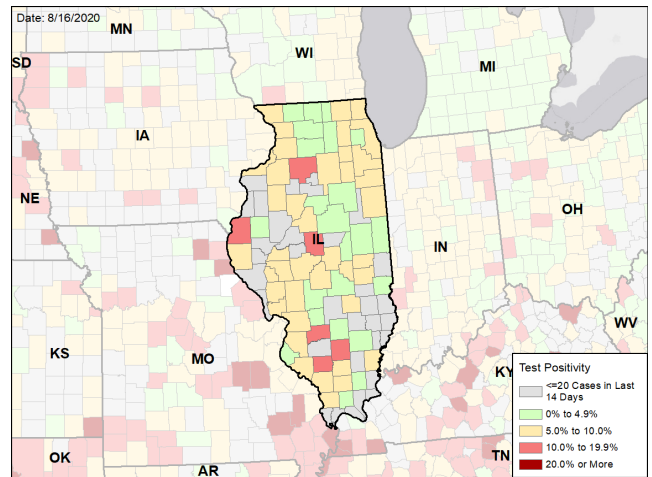 Date: 8/16/2020
MN
SD
WI
MI
IA
NE
IL
IN
OH
WV
KS
MO
KY
OK
AR
TN
Test Positivity
<=20 Cases in Last
14 Days
0% to 4.9%
5.0% to 10.0%
10.0% to 19.9%
20.0% or More